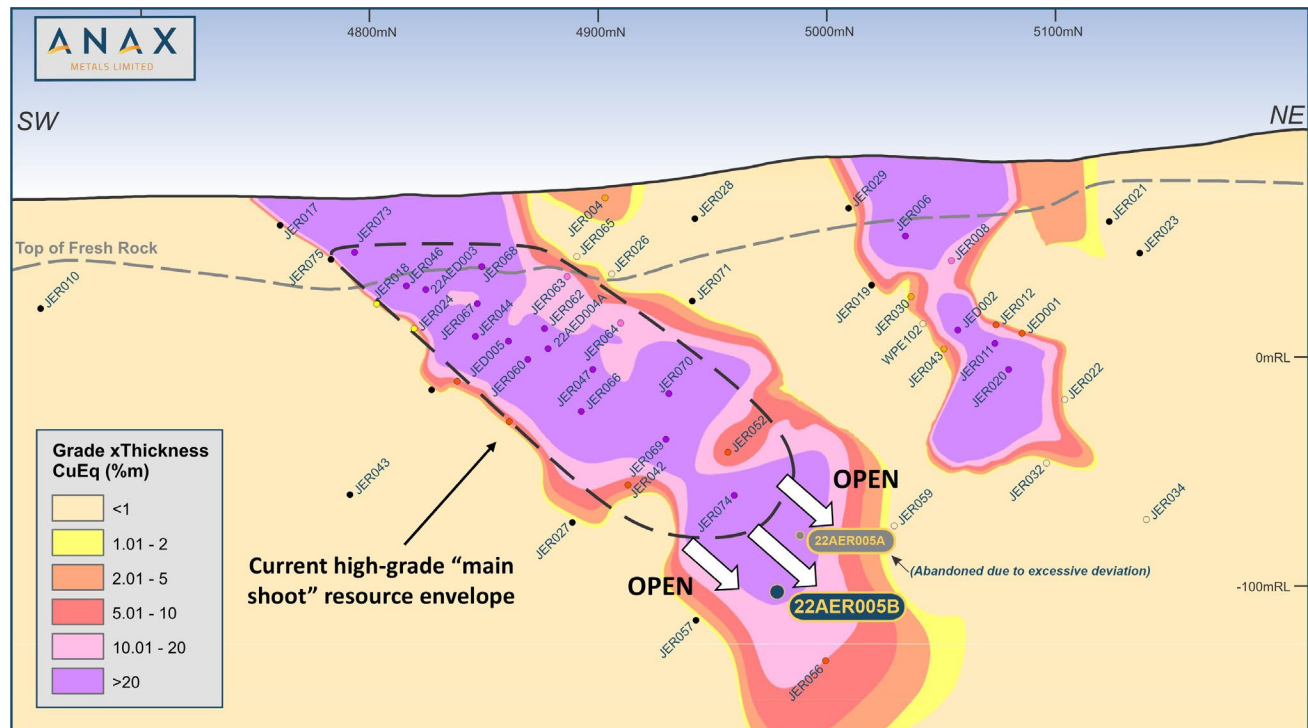 ANAX
METALS LIMITED
4800mN
4900mN
5000mN
5100mN
SW
NE
Top of Fresh Rock
0mRL
-100mRL
JER010
JER017
JER073
JER075
JER018
JER046
22AED003
JER068
JER024
JER067
JER044
JED005
JER060
JER063
JER062
22AED004A
JER064
JER047
JER066
JER070
JER004
JER065
JER026
JER028
JER071
JER029
JER006
JER008
JER019
JER030
WPE102
JER043
JED002
JER012
JED001
JER011
JER020
JER022
JER021
JER023
JER032
JER034
JER052
JER069
JER042
JER074
JER027
JER043
JER059
JER057
JER056
OPEN
OPEN
22AER005A
(Abandoned due to excessive deviation)
22AER005B
Current high-grade “main
shoot” resource envelope
Grade xThickness
CuEq (%m)
<1
1.01 - 2
2.01 - 5
5.01 - 10
10.01 - 20
>20